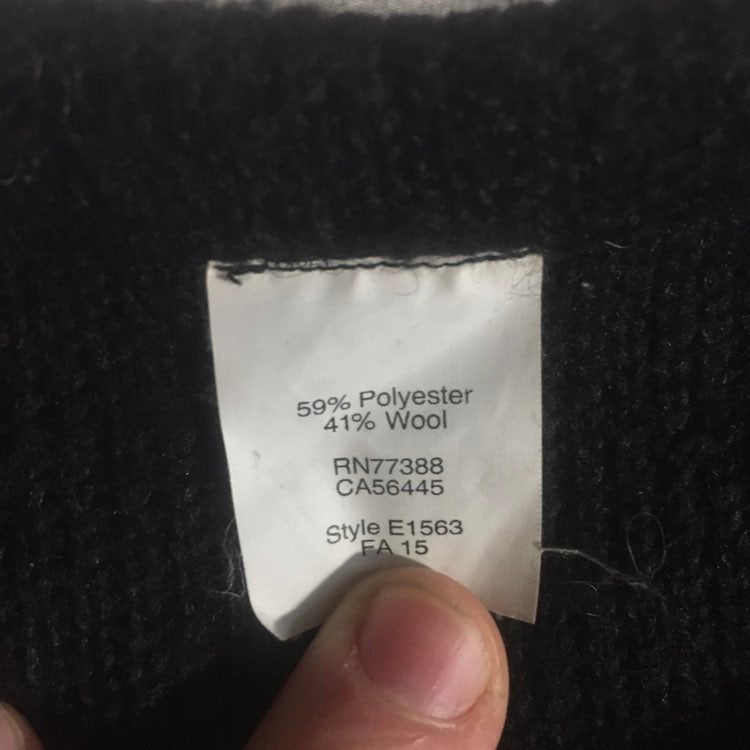 59% Polyester
41% Wool
RN77388
CA56445
Style E1563
FA 15